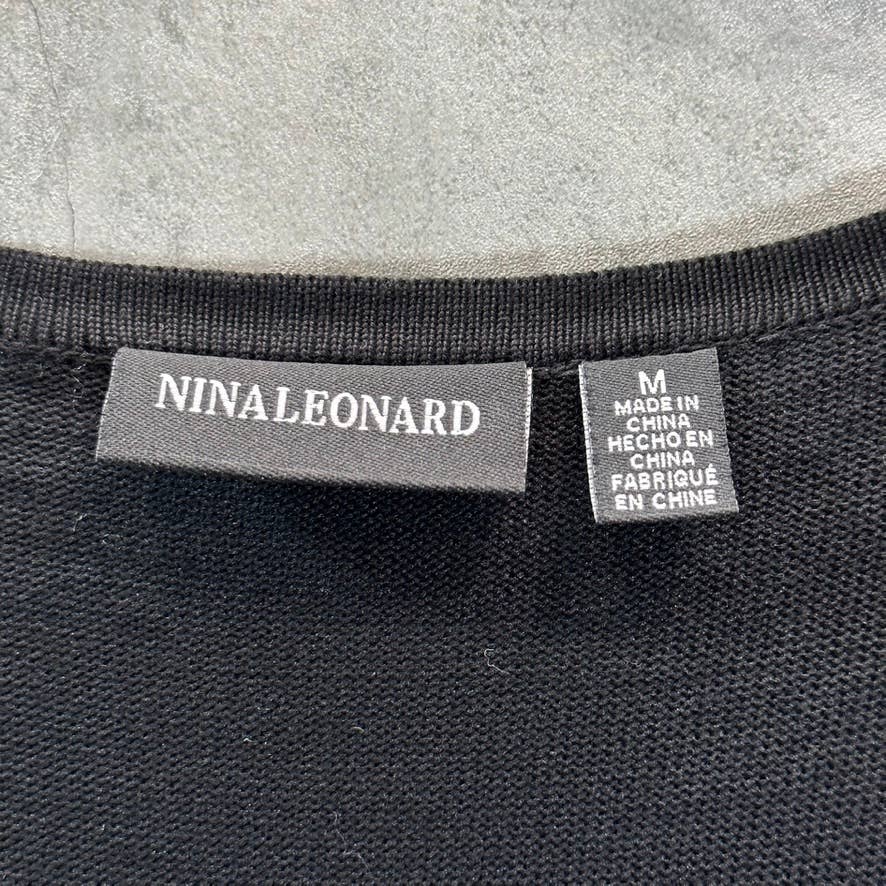 NINALEONARD
M
MADE IN
CHINA
HECHO EN
CHINA
FABRIQUÉ
EN CHINE